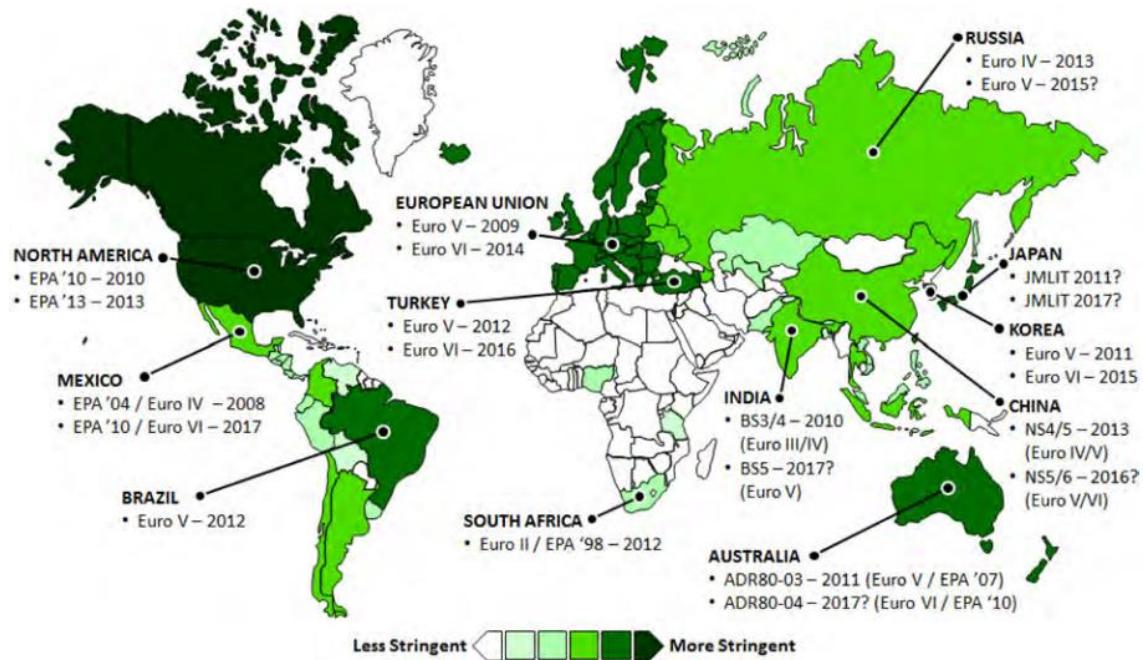 RUSSIA
• Euro IV – 2013
• Euro V – 2015?
EUROPEAN UNION
• Euro V – 2009
• Euro VI – 2014
NORTH AMERICA
• EPA '10 – 2010
• EPA '13 – 2013
JAPAN
• JMLIT 2011?
• JMLIT 2017?
TURKEY
• Euro V – 2012
• Euro VI – 2016
KOREA
• Euro V – 2011
• Euro VI – 2015
MEXICO
• EPA '04 / Euro IV – 2008
• EPA '10 / Euro VI – 2017
INDIA
• BS3/4 – 2010
(Euro III/IV)
• BS5 – 2017?
(Euro V)
CHINA
• NS4/5 – 2013
(Euro IV/V)
• NS5/6 – 2016?
(Euro V/VI)
BRAZIL
• Euro V – 2012
SOUTH AFRICA
• Euro II / EPA '98 – 2012
AUSTRALIA
• ADR80-03 – 2011 (Euro V / EPA '07)
• ADR80-04 – 2017? (Euro VI / EPA '10)
Less Stringent
More Stringent